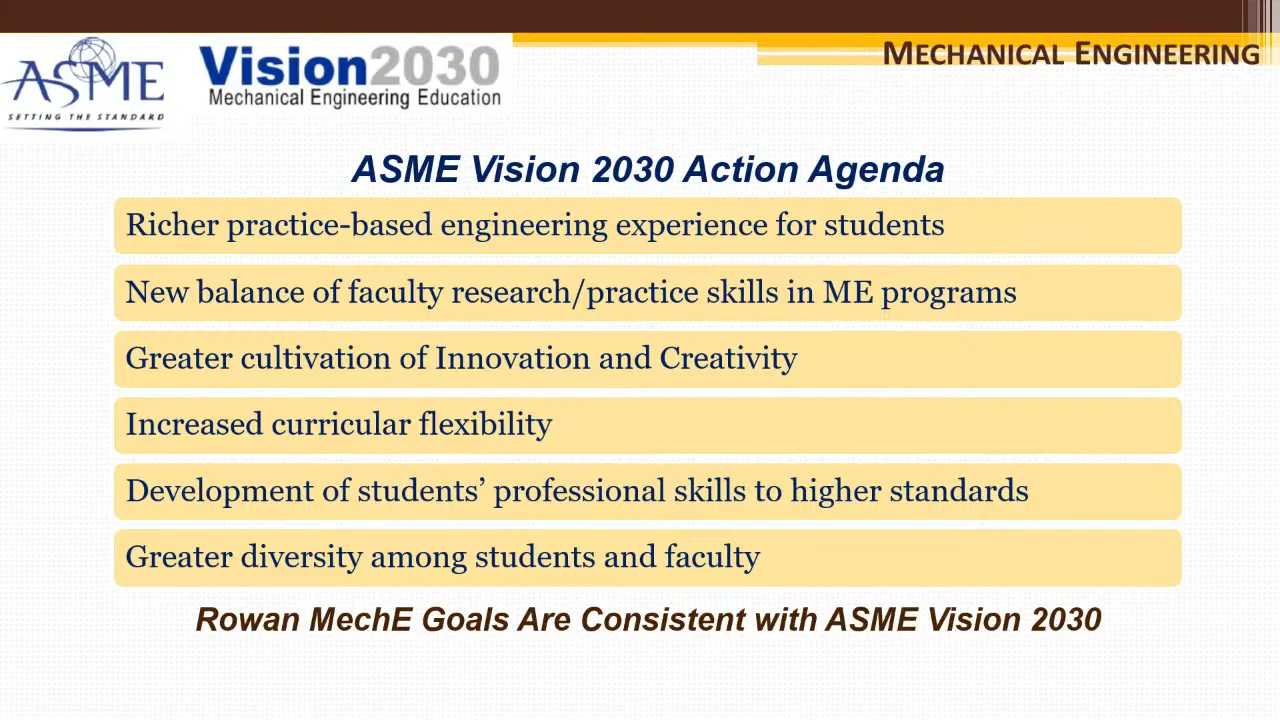 ASME
SETTING THE STANDARD
Vision2030
Mechanical Engineering Education
MECHANICAL ENGINEERING
ASME Vision 2030 Action Agenda
Richer practice-based engineering experience for students
New balance of faculty research/practice skills in ME programs
Greater cultivation of Innovation and Creativity
Increased curricular flexibility
Development of students’ professional skills to higher standards
Greater diversity among students and faculty
Rowan MechE Goals Are Consistent with ASME Vision 2030